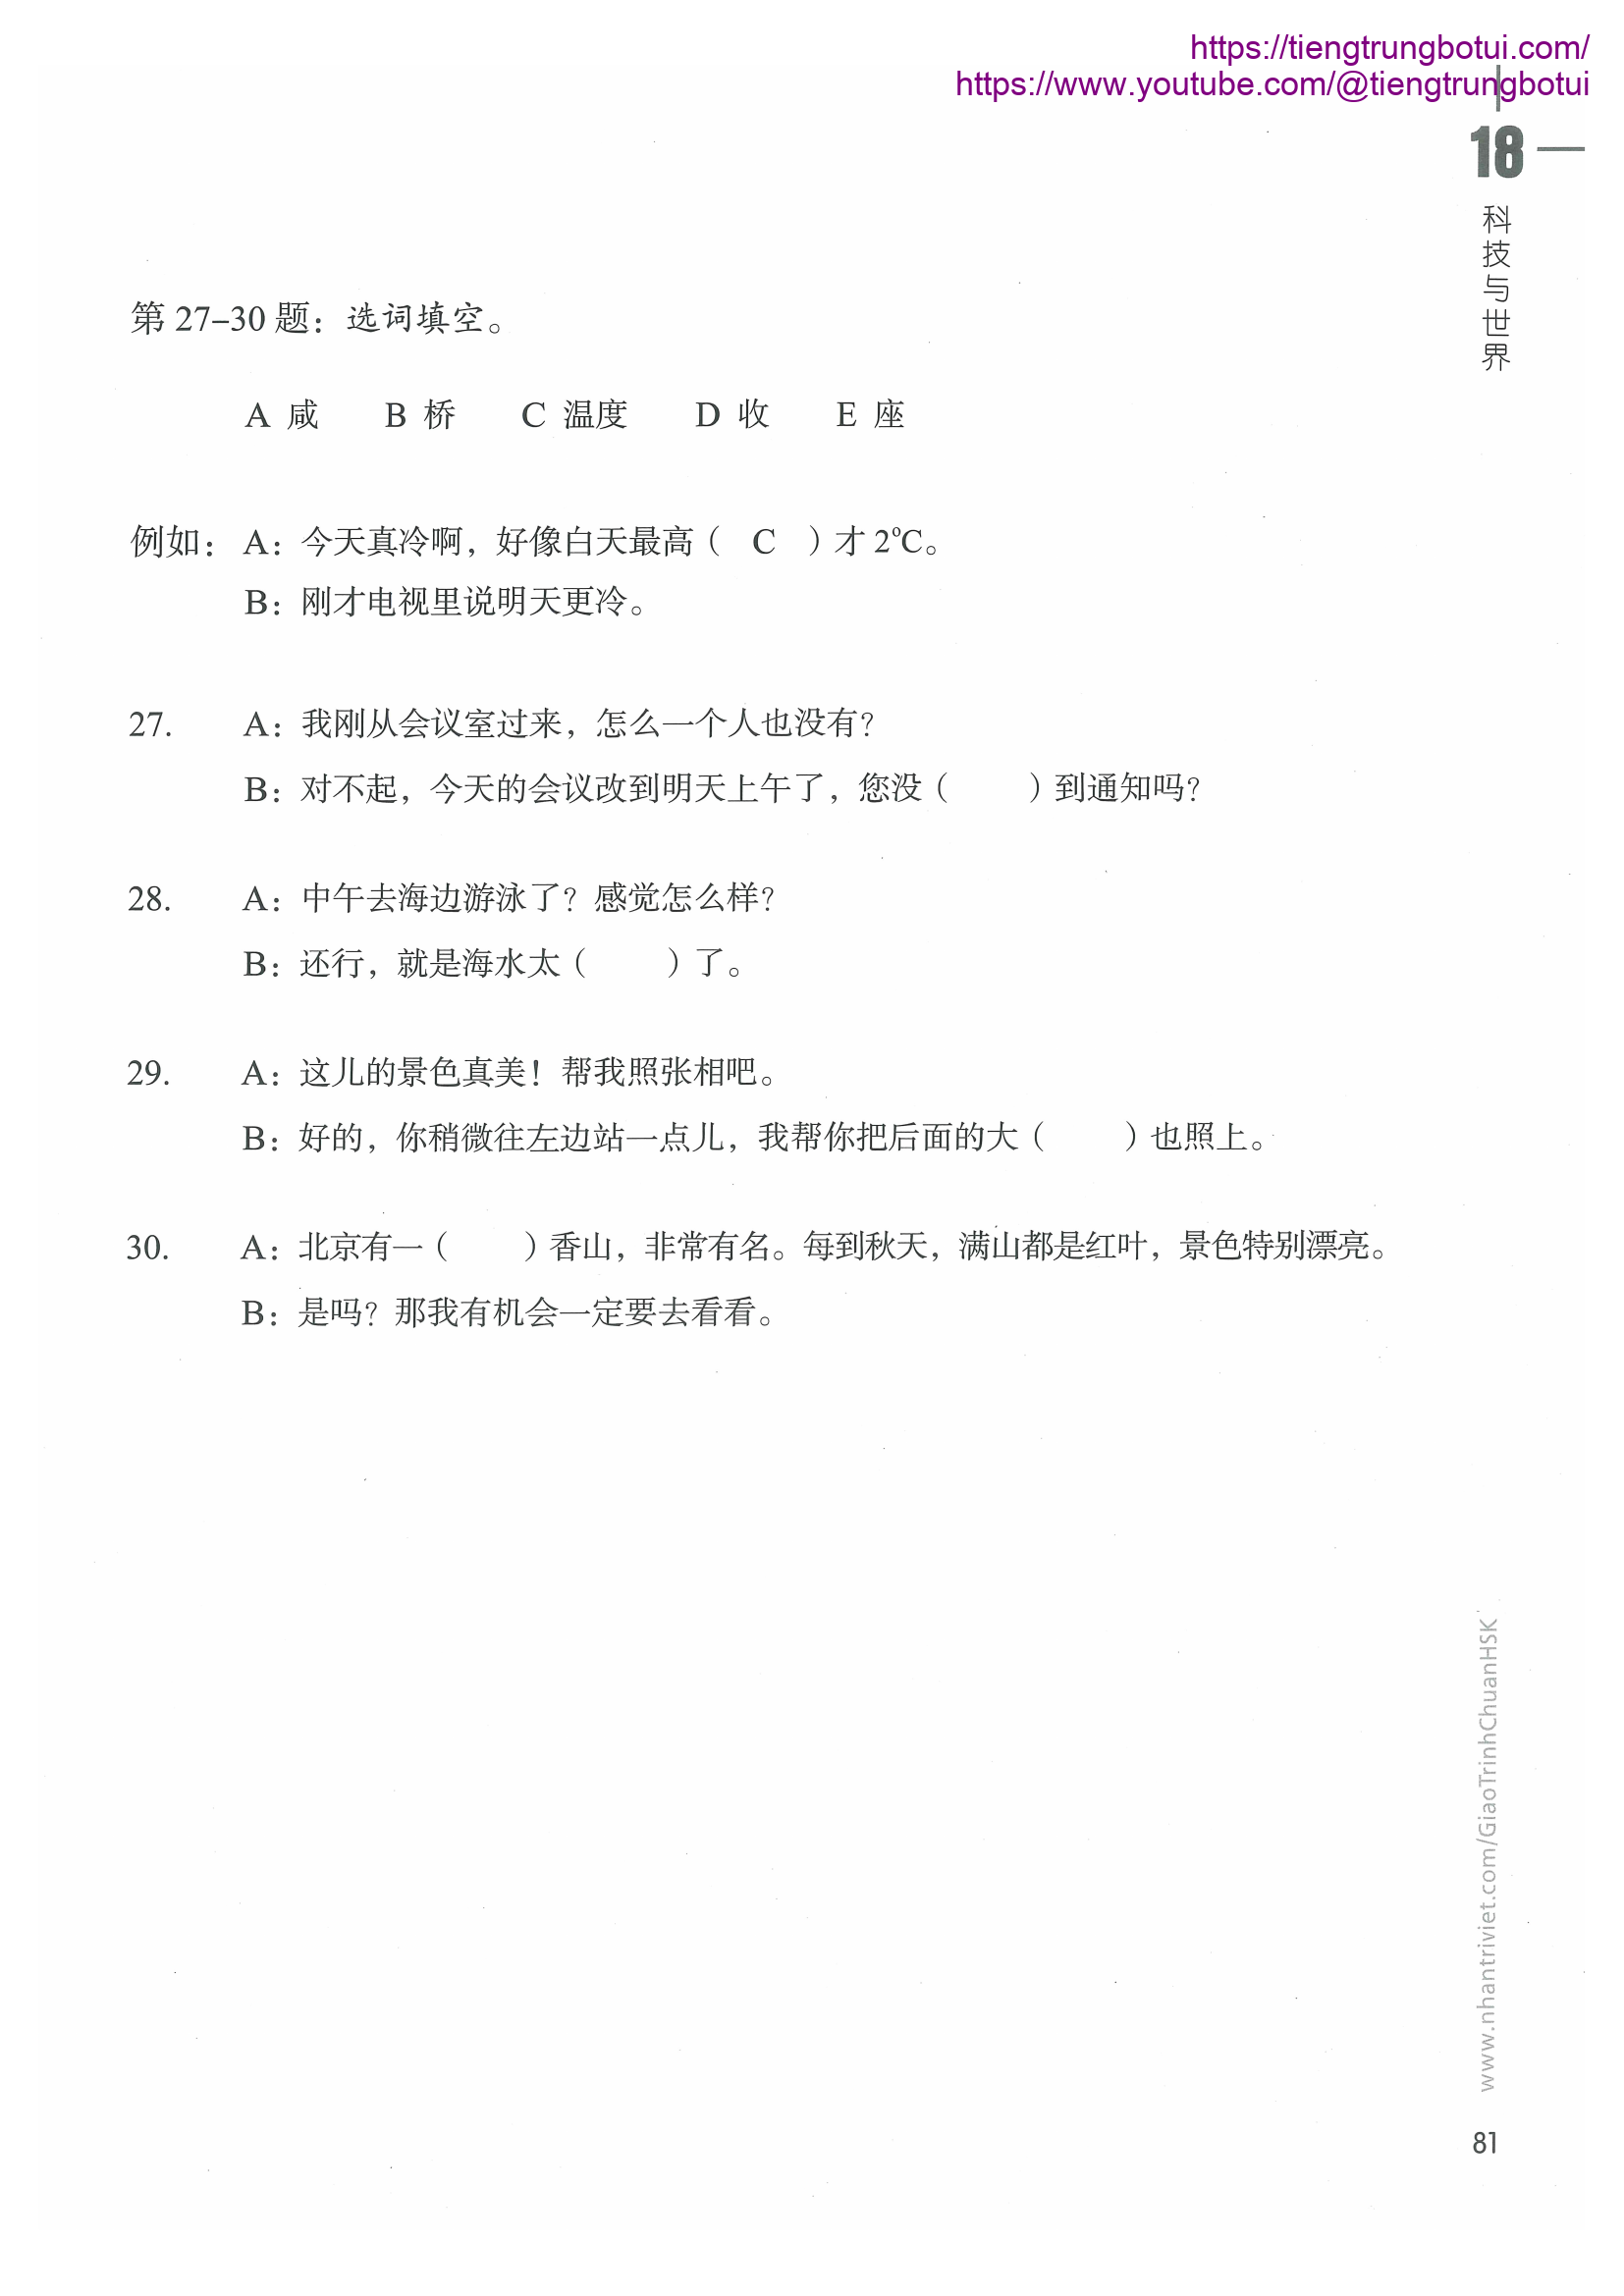 https://tiengtrungbotui.com/
https://www.youtube.com/@tiengtrungbotui
18
科技与世界
第 27–30 题：选词填空。
A 咸 B 桥 C 温度 D 收 E 座
例如： A：今天真冷啊，好像白天最高（ C ）才 2℃。
B：刚才电视里说明天更冷。
27. A：我刚从会议室过来，怎么一个人也没有？
B：对不起，今天的会议改到明天上午了，您没（ ）到通知吗？
28. A：中午去海边游泳了？感觉怎么样？
B：还行，就是海水太（ ）了。
29. A：这儿的景色真美！帮我照张相吧。
B：好的，你稍微往左边站一点儿，我帮你把后面的大（ ）也照上。
30. A：北京有一（ ）香山，非常有名。每到秋天，满山都是红叶，景色特别漂亮。
B：是吗？那我有机会一定要去看看。
www.nhantriviet.com/GiaoTrinhChuanHSK
81